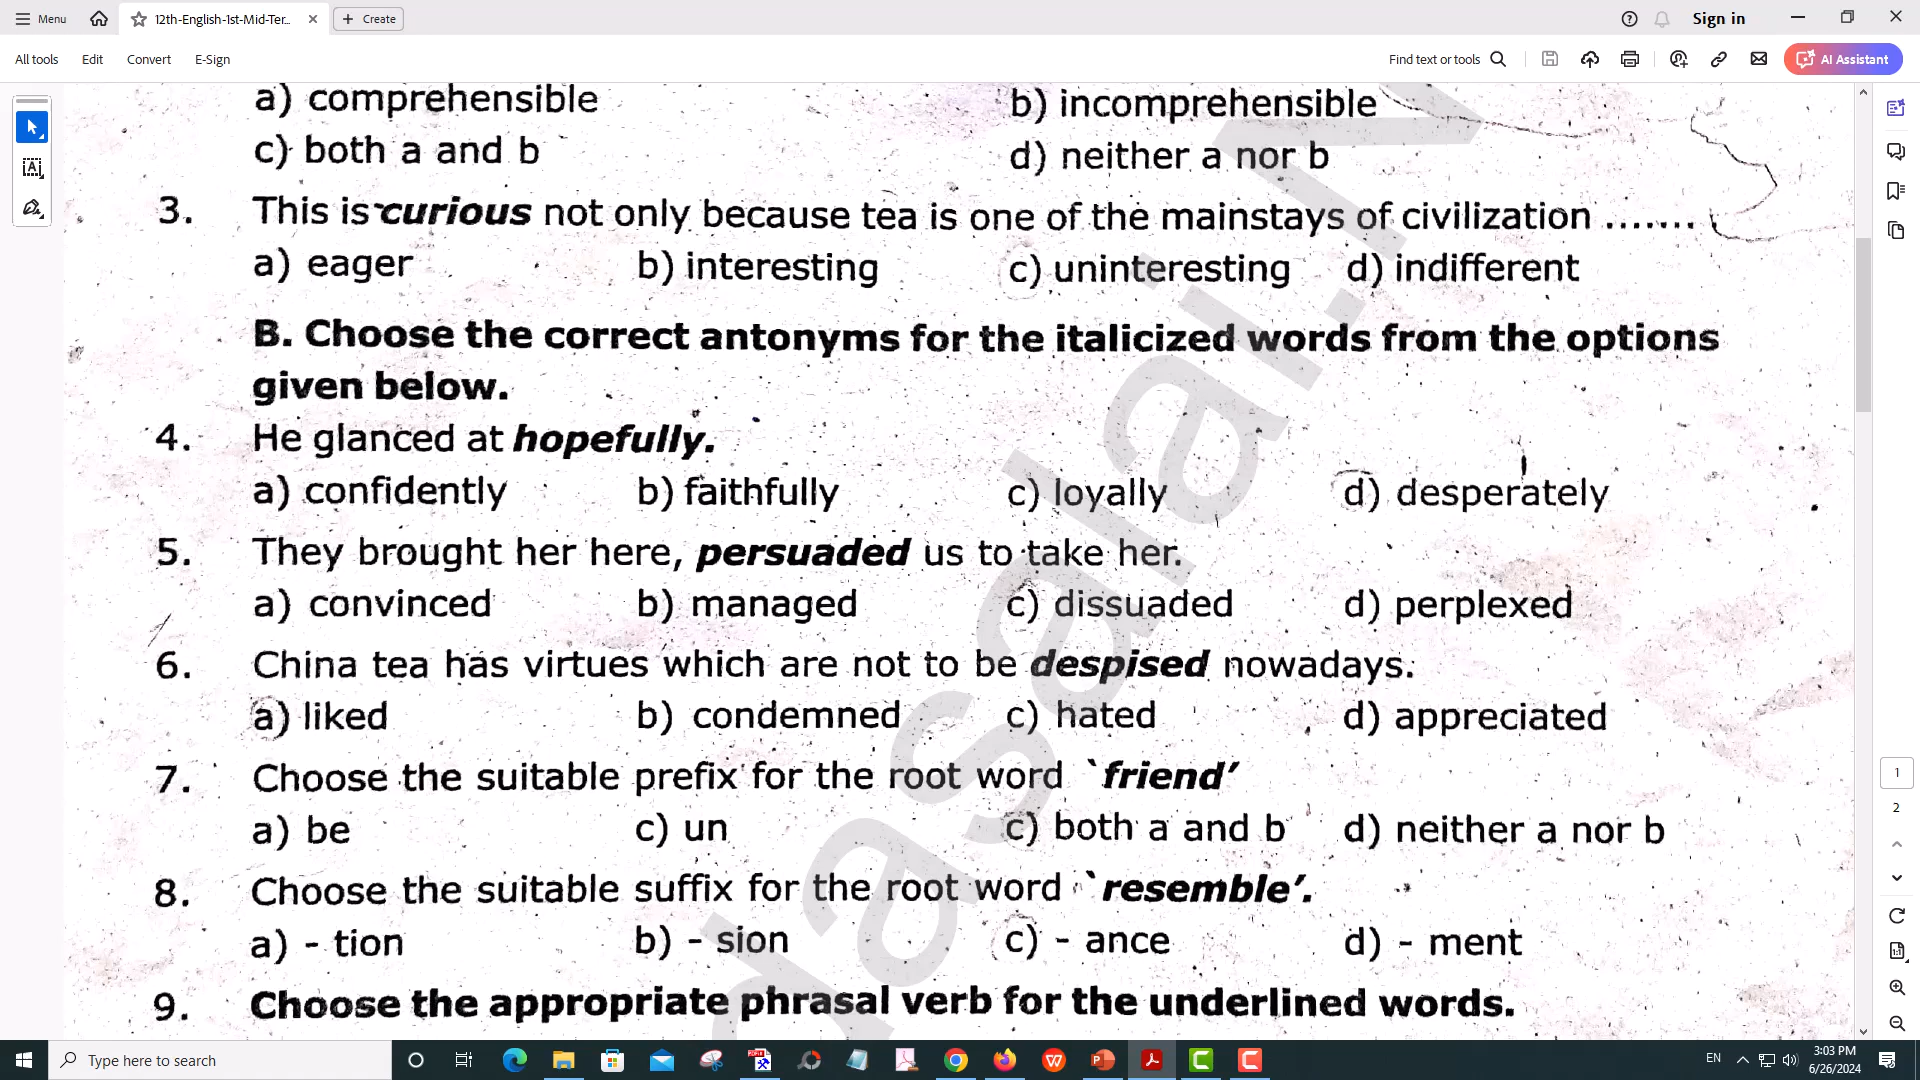 Menu
12th-English-1st-Mid-Ter...
Create
Sign in
All tools Edit Convert E-Sign
Find text or tools
AI Assistant
a) comprehensible b) incomprehensible
c) both a and b d) neither a nor b
3. This is curious not only because tea is one of the mainstays of civilization .......
a) eager b) interesting c) uninteresting d) indifferent
B. Choose the correct antonyms for the italicized words from the options
given below.
4. He glanced at hopefully.
a) confidently b) faithfully c) loyally d) desperately
5. They brought her here, persuaded us to take her.
a) convinced b) managed c) dissuaded d) perplexed
6. China tea has virtues which are not to be despised nowadays.
a) liked b) condemned c) hated d) appreciated
7. Choose the suitable prefix for the root word `friend'
a) be c) un c) both a and b d) neither a nor b
8. Choose the suitable suffix for the root word `resemble'.
a) - tion b) - sion c) - ance d) - ment
9. Choose the appropriate phrasal verb for the underlined words.
1
2
Type here to search
EN
3:03 PM
6/26/2024